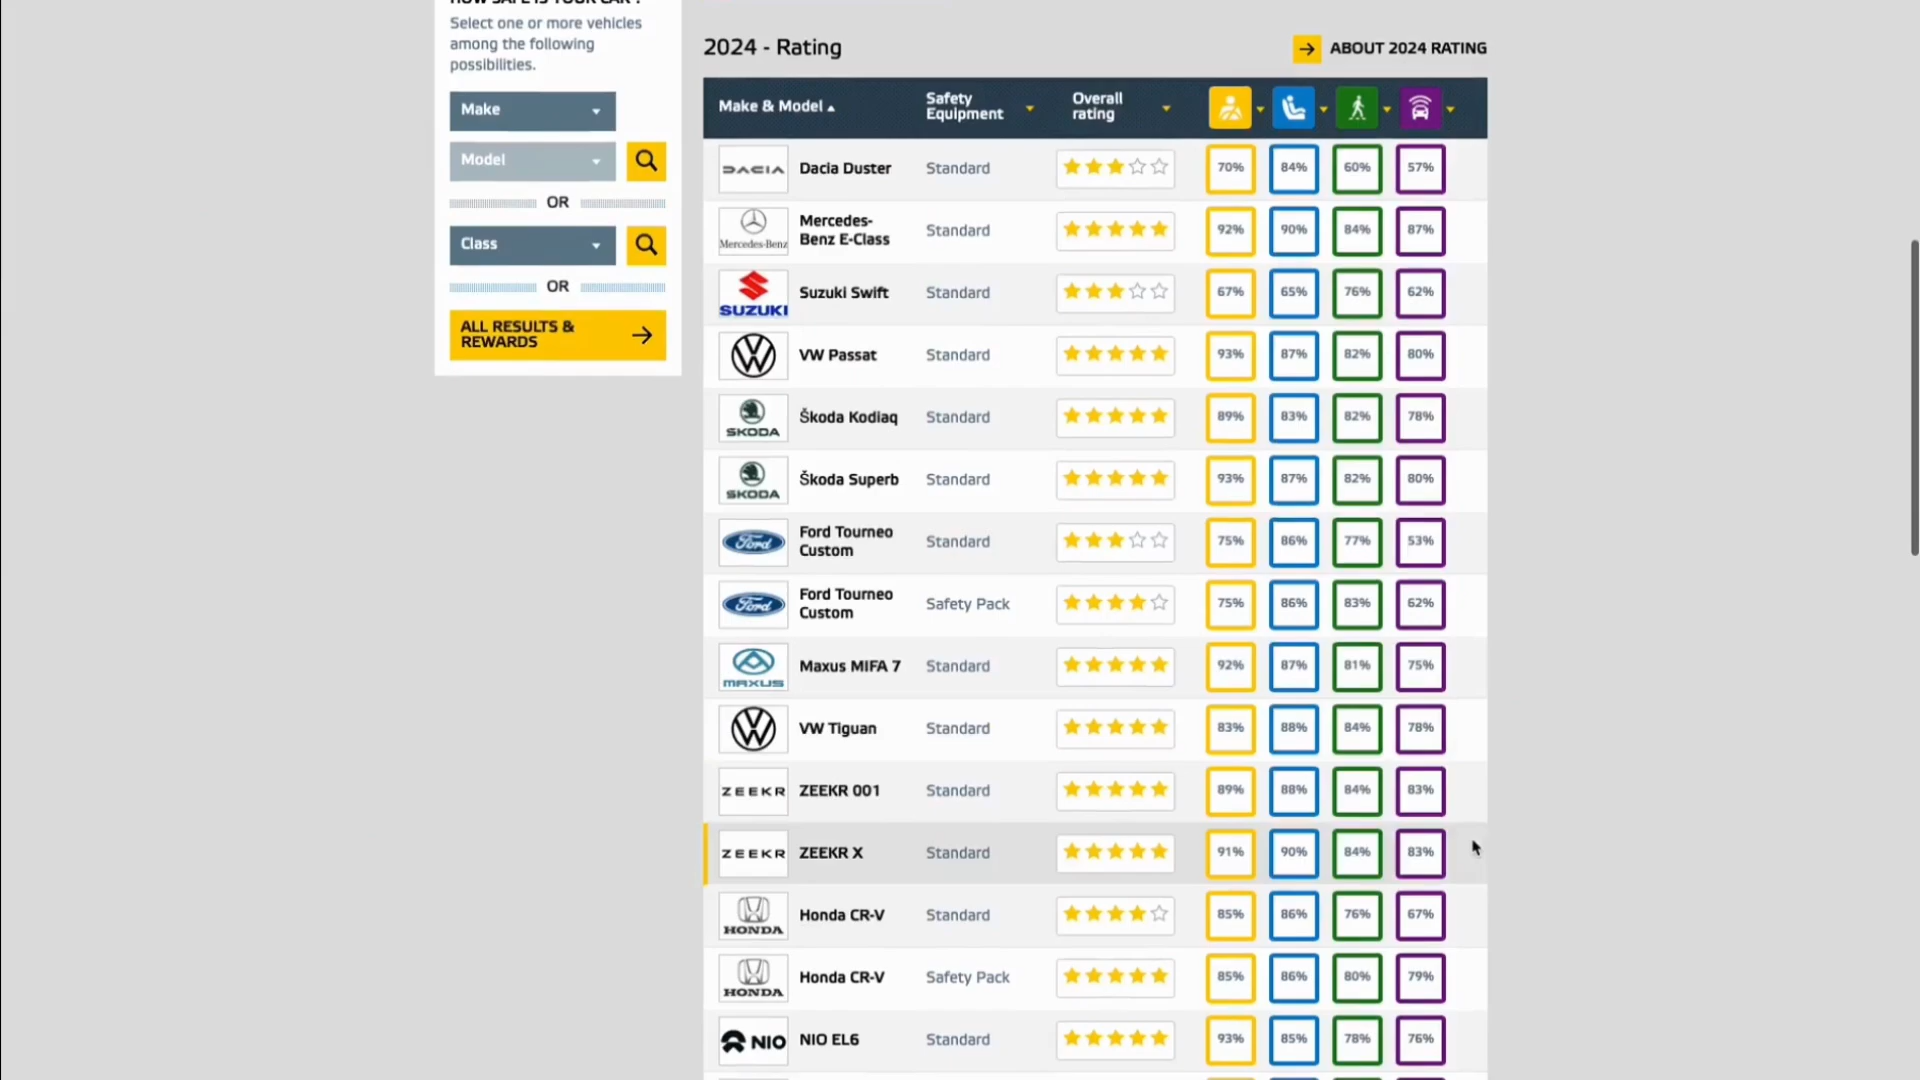 HOW SAFE IS YOUR CAR ?
Select one or more vehicles
among the following
possibilities.
Make
Model
OR
Class
OR
ALL RESULTS &
REWARDS
2024 - Rating
ABOUT 2024 RATING
Make & Model
Safety
Equipment
Overall
rating
DACIA Dacia Duster Standard 70% 84% 60% 57%
Mercedes-Benz
Mercedes-
Benz E-Class
Standard 92% 90% 84% 87%
SUZUKI Suzuki Swift Standard 67% 65% 76% 62%
VW Passat Standard 93% 87% 82% 80%
SKODA Škoda Kodiaq Standard 89% 83% 82% 78%
SKODA Škoda Superb Standard 93% 87% 82% 80%
Ford
Ford Tourneo
Custom
Standard 75% 86% 77% 53%
Ford
Ford Tourneo
Custom
Safety Pack 75% 86% 83% 62%
MAXUS Maxus MIFA 7 Standard 92% 87% 81% 75%
VW Tiguan Standard 83% 88% 84% 78%
ZEEKR ZEEKR 001 Standard 89% 88% 84% 83%
ZEEKR ZEEKR X Standard 91% 90% 84% 83%
HONDA Honda CR-V Standard 85% 86% 76% 67%
HONDA Honda CR-V Safety Pack 85% 86% 80% 79%
NIO NIO EL6 Standard 93% 85% 78% 76%